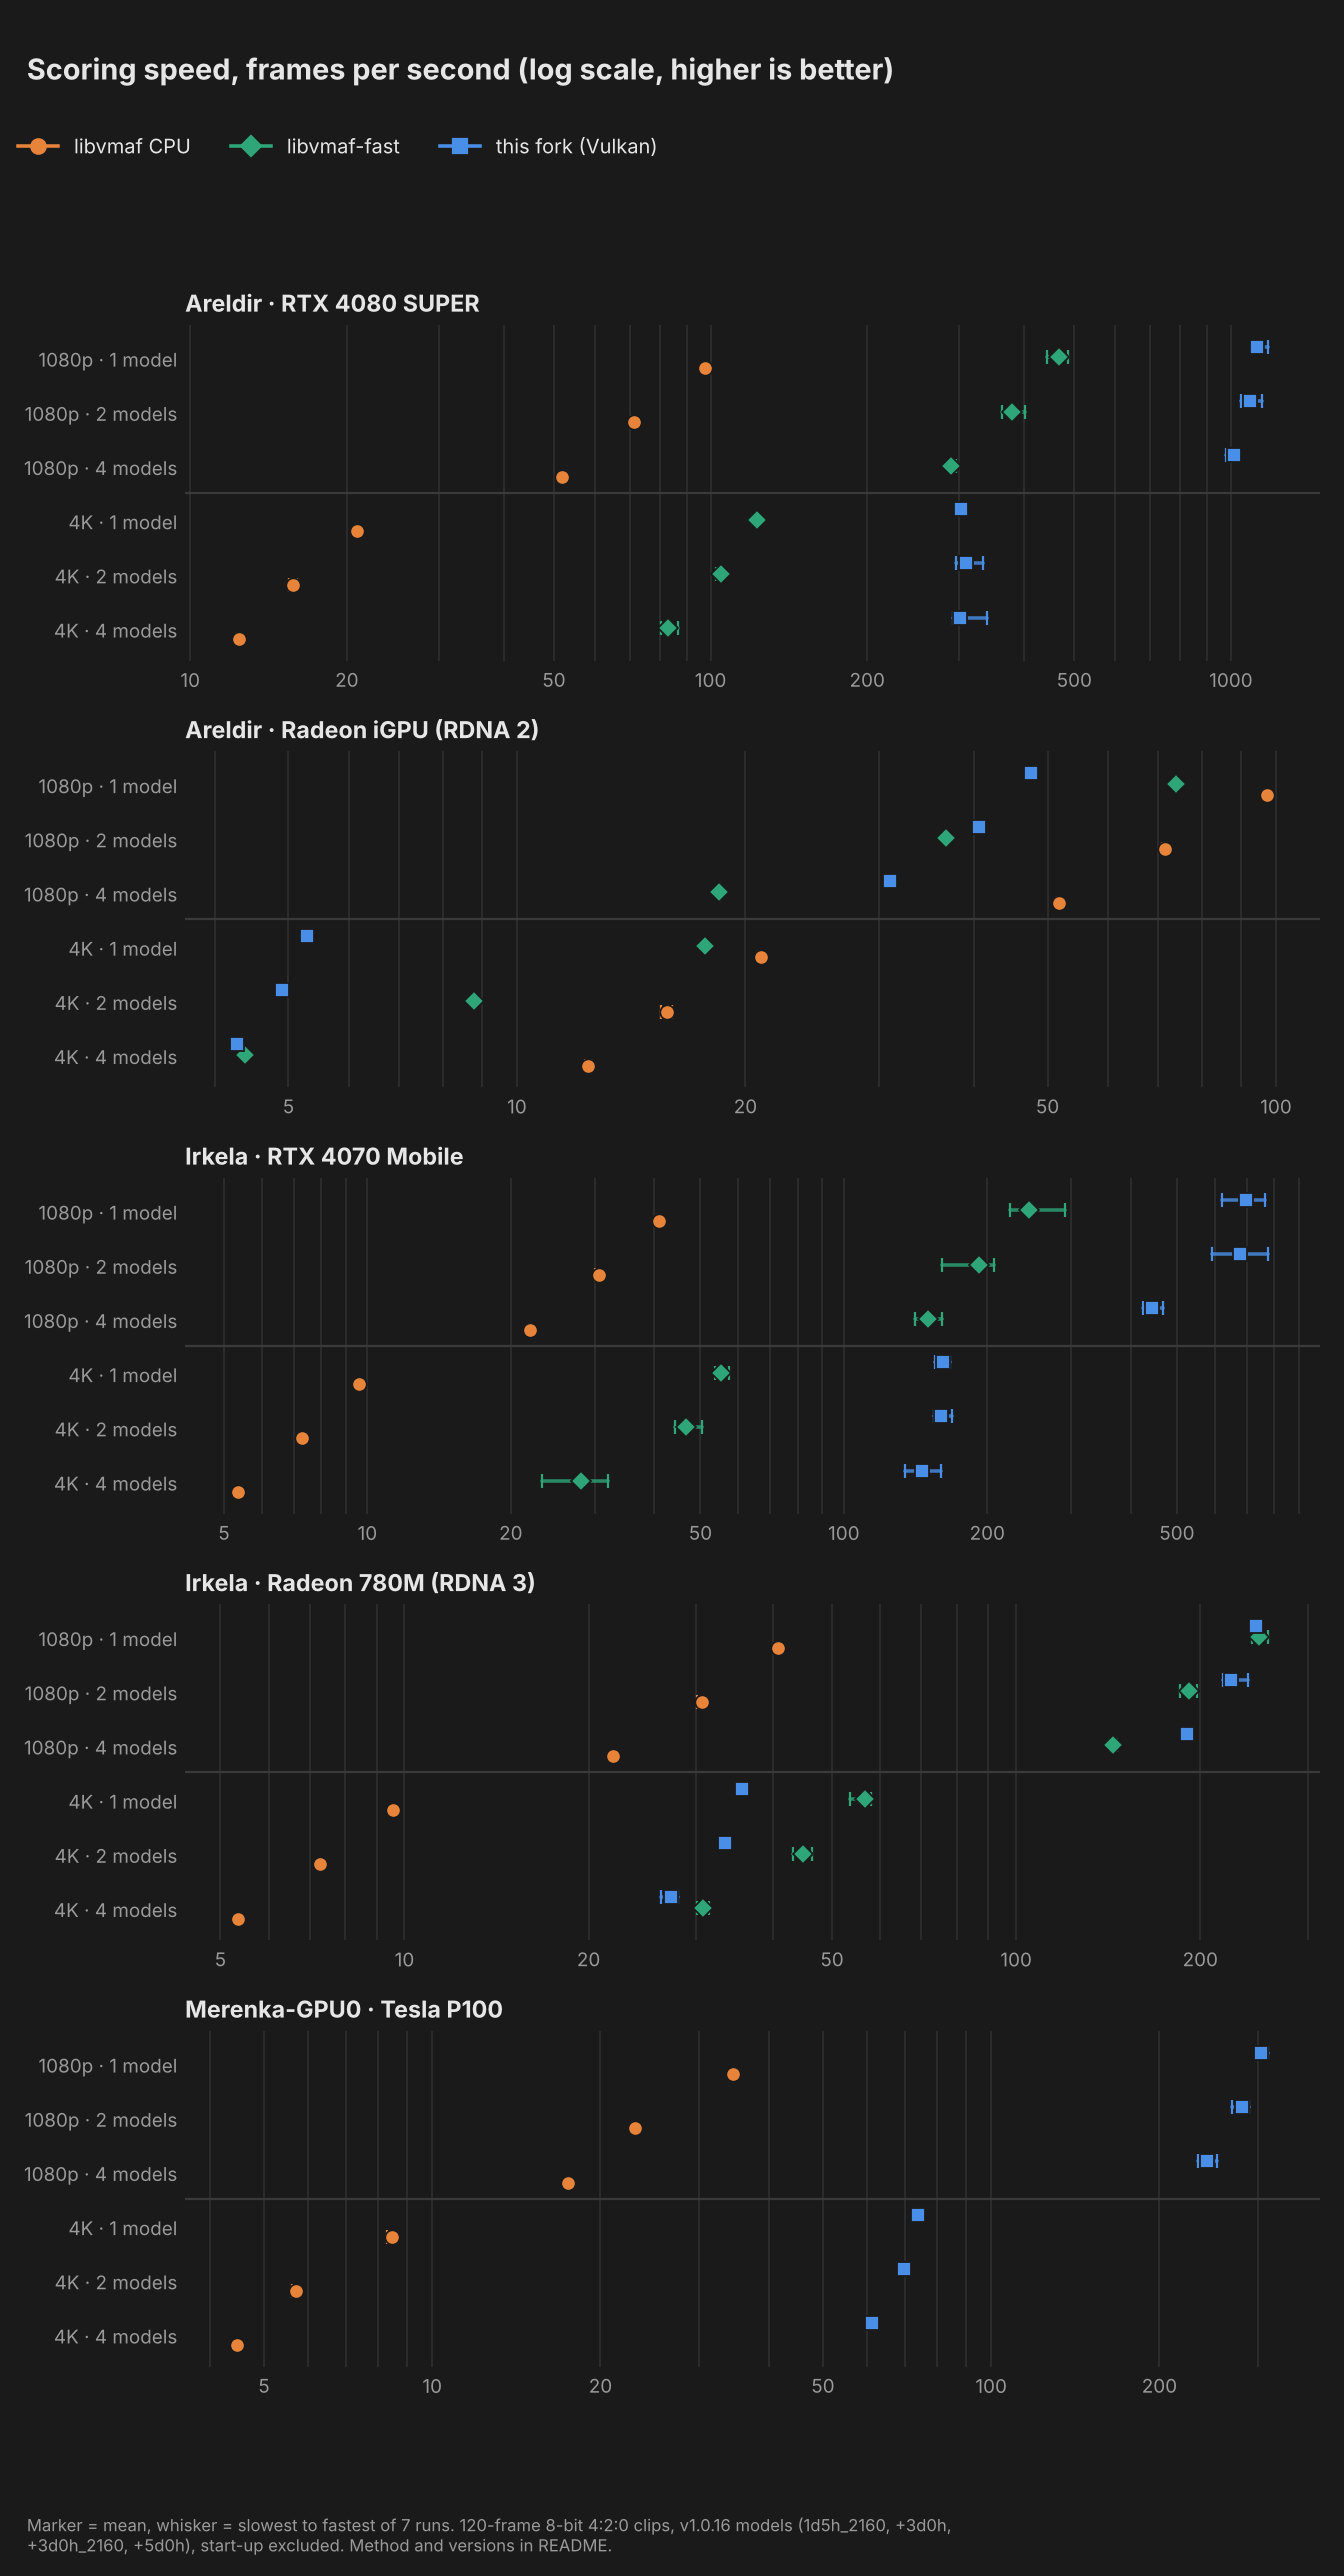 Scoring speed, frames per second (log scale, higher is better)
libvmaf CPU libvmaf-fast this fork (Vulkan)
Areldir · RTX 4080 SUPER
1080p · 1 model
1080p · 2 models
1080p · 4 models
4K · 1 model
4K · 2 models
4K · 4 models
10 20 50 100 200 500 1000
Areldir · Radeon iGPU (RDNA 2)
1080p · 1 model
1080p · 2 models
1080p · 4 models
4K · 1 model
4K · 2 models
4K · 4 models
5 10 20 50 100
Irkela · RTX 4070 Mobile
1080p · 1 model
1080p · 2 models
1080p · 4 models
4K · 1 model
4K · 2 models
4K · 4 models
5 10 20 50 100 200 500
Irkela · Radeon 780M (RDNA 3)
1080p · 1 model
1080p · 2 models
1080p · 4 models
4K · 1 model
4K · 2 models
4K · 4 models
5 10 20 50 100 200
Merenka-GPU0 · Tesla P100
1080p · 1 model
1080p · 2 models
1080p · 4 models
4K · 1 model
4K · 2 models
4K · 4 models
5 10 20 50 100 200
Marker = mean, whisker = slowest to fastest of 7 runs. 120-frame 8-bit 4:2:0 clips, v1.0.16 models (1d5h_2160, +3d0h,
+3d0h_2160, +5d0h), start-up excluded. Method and versions in README.